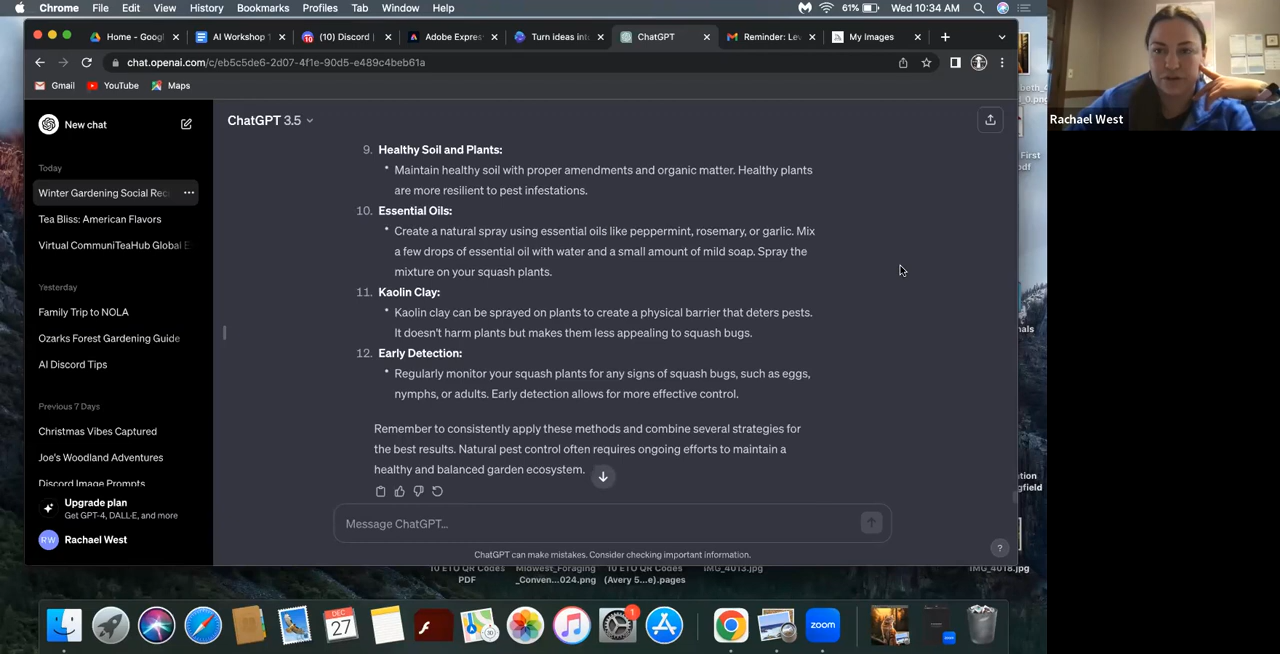 Chrome File Edit View History Bookmarks Profiles Tab Window Help
61% Wed 10:34 AM
Home - Googl
AI Workshop 1
(10) Discord |
Adobe Expres
Turn ideas into
ChatGPT
Reminder: Lev
My Images
chat.openai.com/c/eb5c5de6-2d07-4f1e-90d5-e489c4beb61a
Gmail YouTube Maps
New chat
Today
Winter Gardening Social Rec
Tea Bliss: American Flavors
Virtual CommuniTeaHub Global E
Yesterday
Family Trip to NOLA
Ozarks Forest Gardening Guide
AI Discord Tips
Previous 7 Days
Christmas Vibes Captured
Joe's Woodland Adventures
Discord Image Prompts
Upgrade plan
Get GPT-4, DALL·E, and more
RW Rachael West
ChatGPT 3.5
9. Healthy Soil and Plants:
• Maintain healthy soil with proper amendments and organic matter. Healthy plants
are more resilient to pest infestations.
10. Essential Oils:
• Create a natural spray using essential oils like peppermint, rosemary, or garlic. Mix
a few drops of essential oil with water and a small amount of mild soap. Spray the
mixture on your squash plants.
11. Kaolin Clay:
• Kaolin clay can be sprayed on plants to create a physical barrier that deters pests.
It doesn't harm plants but makes them less appealing to squash bugs.
12. Early Detection:
• Regularly monitor your squash plants for any signs of squash bugs, such as eggs,
nymphs, or adults. Early detection allows for more effective control.
Remember to consistently apply these methods and combine several strategies for
the best results. Natural pest control often requires ongoing efforts to maintain a
healthy and balanced garden ecosystem.
Message ChatGPT...
ChatGPT can make mistakes. Consider checking important information.
?
Rachael West
First
10 ETO QR Codes
PDF
Midwest_Foraging
_Conven...024.png
10 ETO QR Codes
(Avery 5...e).pages
IMG_4013.jpg
IMG_4018.jpg
DEC
27
1
zoom